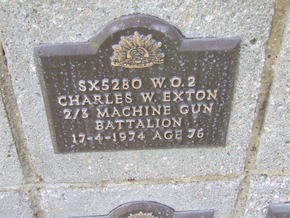 SX5280 W.O.2
CHARLES W. EXTON
2/3 MACHINE GUN
BATTALION
17-4-1974 AGE 76